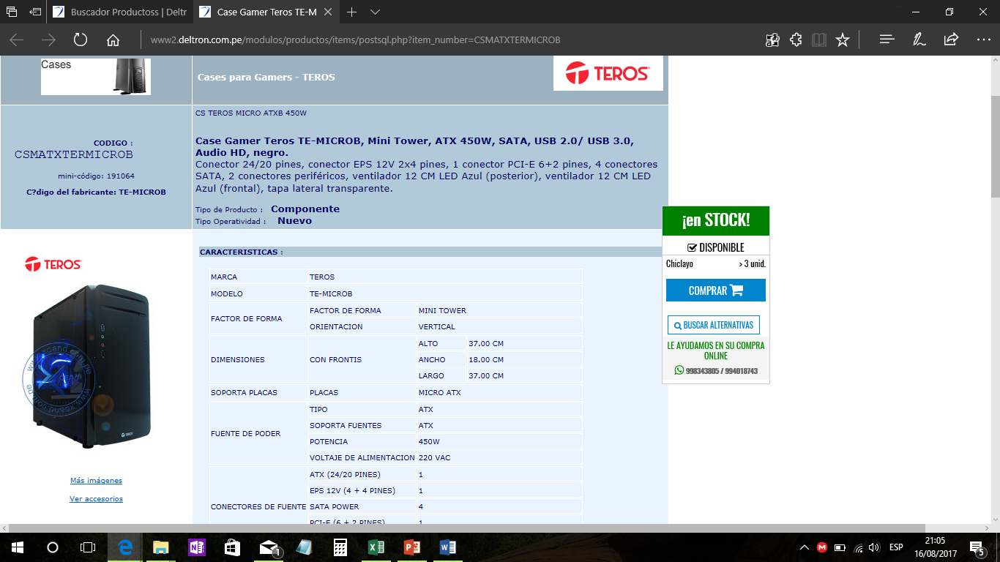 Buscador Productoss | Deltr
Case Gamer Teros TE-M
www2.deltron.com.pe/modulos/productos/items/postsql.php?item_number=CSMATXTERMICROB
Cases
Cases para Gamers - TEROS
TEROS
CODIGO :
CSMATXTERMICROB
mini-código: 191064
C?digo del fabricante: TE-MICROB
CS TEROS MICRO ATXB 450W
Case Gamer Teros TE-MICROB, Mini Tower, ATX 450W, SATA, USB 2.0/ USB 3.0,
Audio HD, negro.
Conector 24/20 pines, conector EPS 12V 2x4 pines, 1 conector PCI-E 6+2 pines, 4 conectores
SATA, 2 conectores periféricos, ventilador 12 CM LED Azul (posterior), ventilador 12 CM LED
Azul (frontal), tapa lateral transparente.
Tipo de Producto : Componente
Tipo Operatividad : Nuevo
TEROS
www.xpand.com.pe
TEROS
Más imágenes
Ver accesorios
CARACTERISTICAS :
MARCA TEROS
MODELO TE-MICROB
FACTOR DE FORMA
FACTOR DE FORMA MINI TOWER
ORIENTACION VERTICAL
DIMENSIONES CON FRONTIS
ALTO 37.00 CM
ANCHO 18.00 CM
LARGO 37.00 CM
SOPORTA PLACAS PLACAS MICRO ATX
FUENTE DE PODER
TIPO ATX
SOPORTA FUENTES ATX
POTENCIA 450W
VOLTAJE DE ALIMENTACION 220 VAC
CONECTORES DE FUENTE
ATX (24/20 PINES) 1
EPS 12V (4 + 4 PINES) 1
SATA POWER 4
PCI-E (6 + 2 PINES) 1
¡en STOCK!
DISPONIBLE
Chiclayo > 3 unid.
COMPRAR
BUSCAR ALTERNATIVAS
LE AYUDAMOS EN SU COMPRA
ONLINE
998343805 / 994018743
1
ESP
21:05
16/08/2017
5